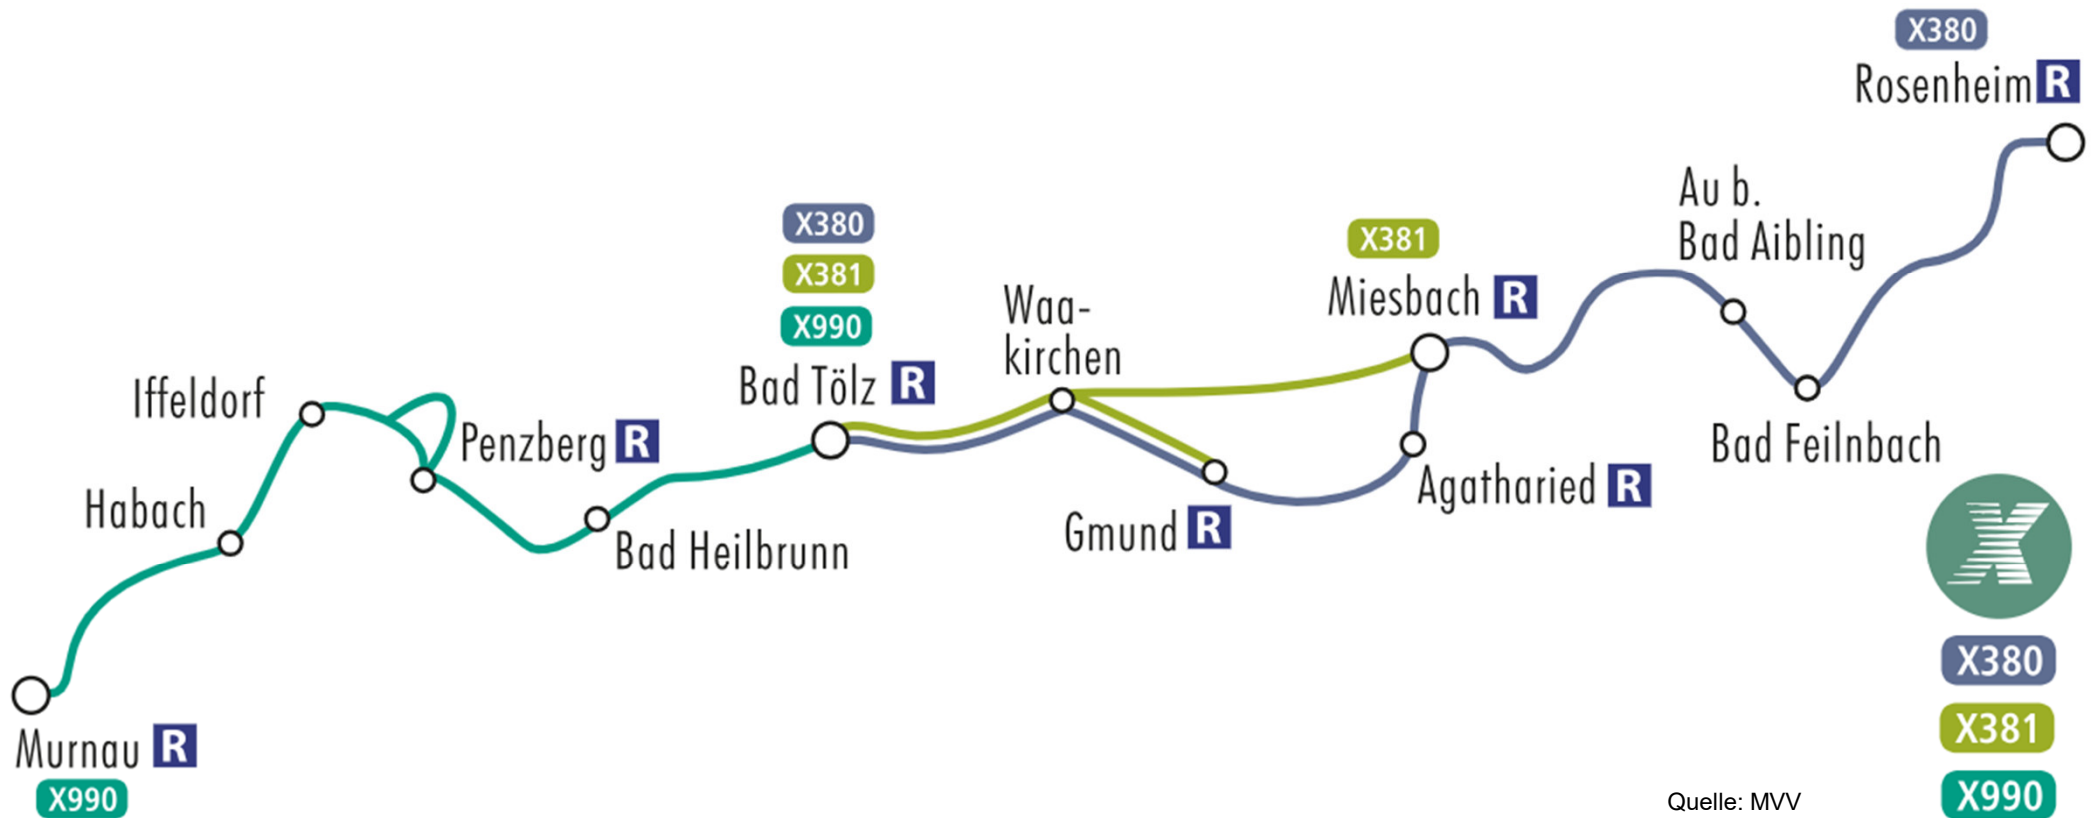 X380
Rosenheim R
Au b.
Bad Aibling
X380
X381
X990
Bad Tölz R
Waa-
kirchen
X381
Miesbach R
Iffeldorf
Penzberg R
Habach
Bad Heilbrunn
Gmund R
Agatharied R
Bad Feilnbach
Murnau R
X990
X
X380
X381
X990
Quelle: MVV